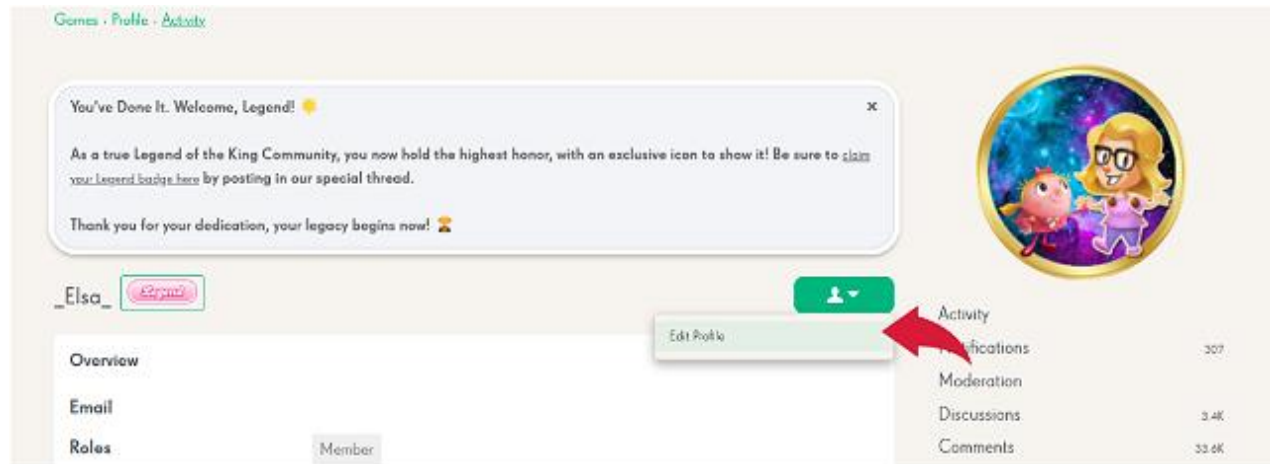 Games · Profile · Activity
You've Done It. Welcome, Legend!
×
As a true Legend of the King Community, you now hold the highest honor, with an exclusive icon to show it! Be sure to claim
your Legend badge here by posting in our special thread.
Thank you for your dedication, your legacy begins now!
_Elsa_ Legend
Edit Profile
Overview
Email
Roles Member
Activity
307
Moderation
Discussions 3.4K
Comments 33.6K